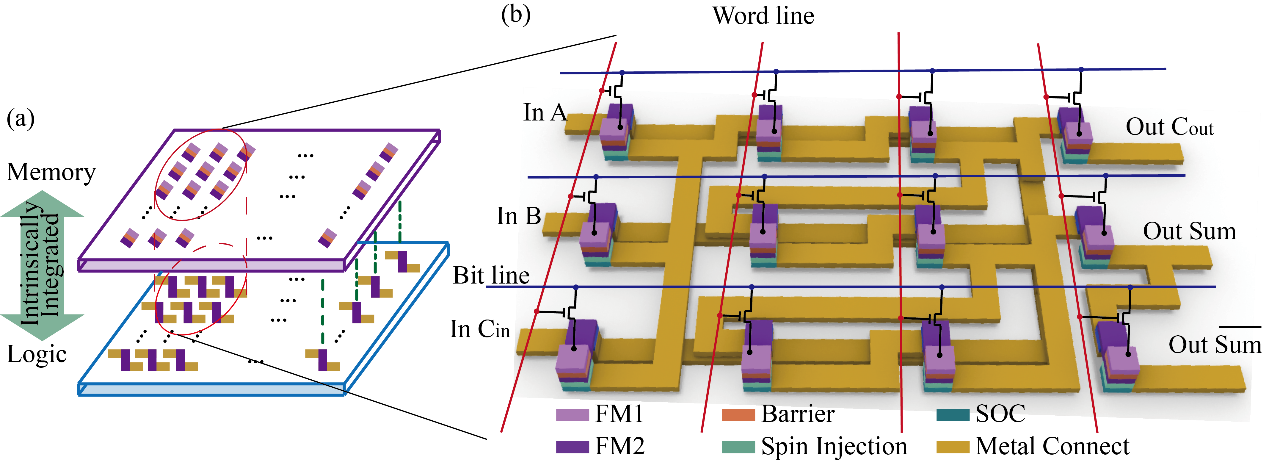 (a)
Memory
Intrinsically
Integrated
Logic
(b)
Word line
In A
Out Cout
In B
Out Sum
Bit line
In Cin
Out S̅u̅m̅
FM1
Barrier
SOC
FM2
Spin Injection
Metal Connect